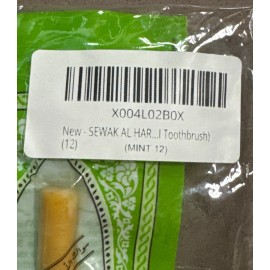 X004L02B0X
New - SEWAK AL HAR...l Toothbrush)
(12) (MINT 12)